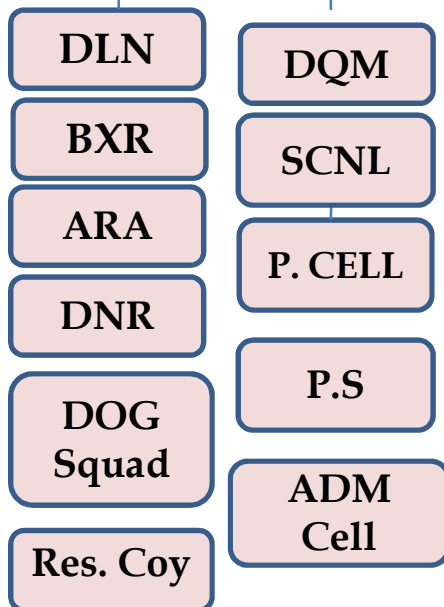 DLN
BXR
ARA
DNR
DOG
Squad
Res. Coy
DQM
SCNL
P. CELL
P.S
ADM
Cell